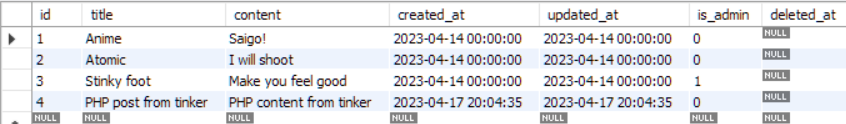 id title content created_at updated_at is_admin deleted_at
1 Anime Saigo! 2023-04-14 00:00:00 2023-04-14 00:00:00 0 NULL
2 Atomic I will shoot 2023-04-14 00:00:00 2023-04-14 00:00:00 0 NULL
3 Stinky foot Make you feel good 2023-04-14 00:00:00 2023-04-14 00:00:00 1 NULL
4 PHP post from tinker PHP content from tinker 2023-04-17 20:04:35 2023-04-17 20:04:35 0 NULL
NULL NULL NULL NULL NULL NULL NULL